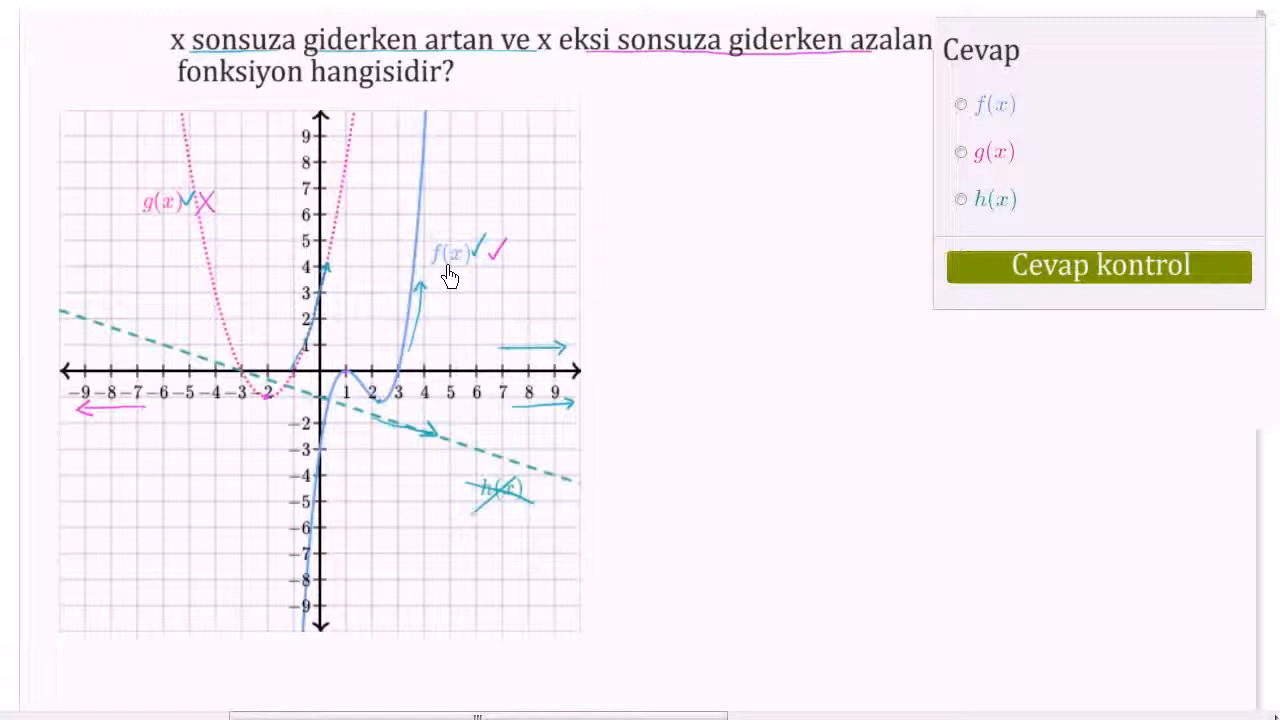 x sonsuza giderken artan ve x eksi sonsuza giderken azalan
fonksiyon hangisidir?
Cevap
f(x)
g(x)
h(x)
Cevap kontrol
g(x)
f(x)
h(x)
9
8
7
6
5
4
3
2
1
-9 -8 -7 -6 -5 -4 -3 -2 1 2 3 4 5 6 7 8 9
-2
-3
-4
-5
-6
-7
-8
-9